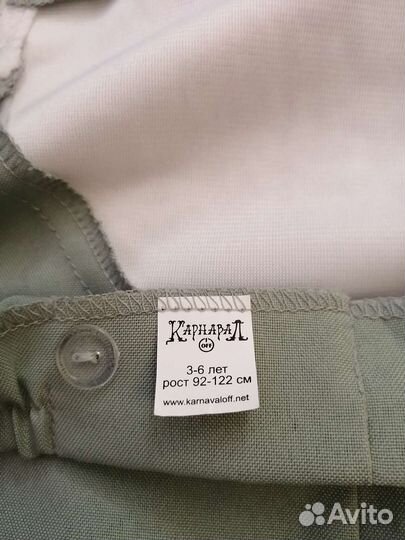 КАРНАВАЛ
OFF
3-6 лет
рост 92-122 см
www.karnavaloff.net
Avito